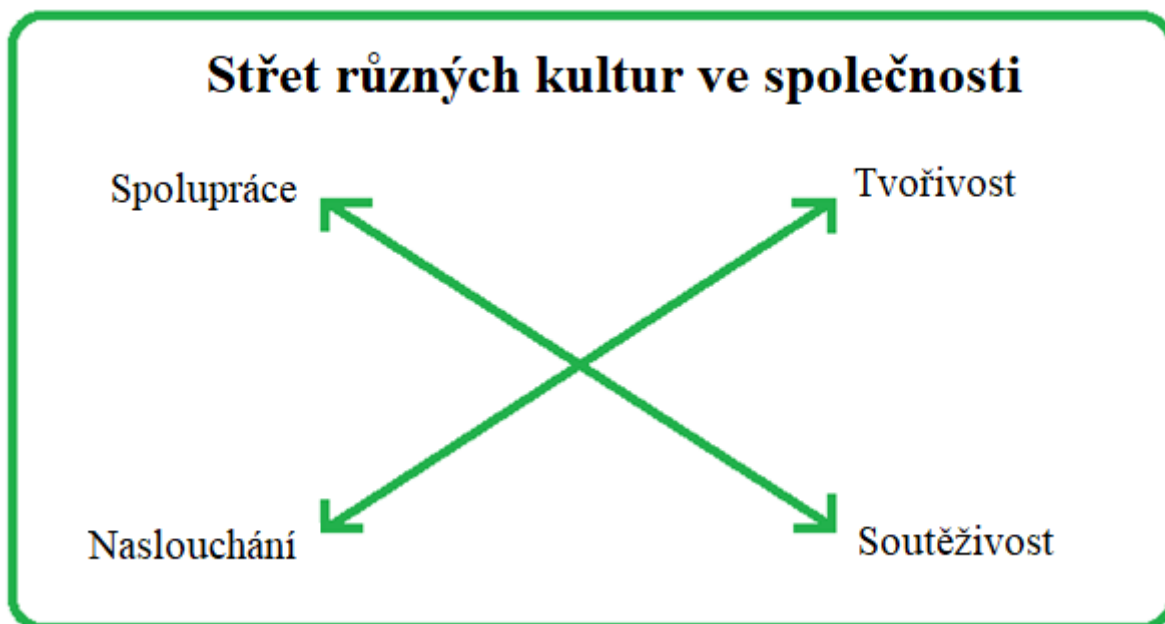 Střet různých kultur ve společnosti
Spolupráce
Tvořivost
Naslouchání
Soutěživost